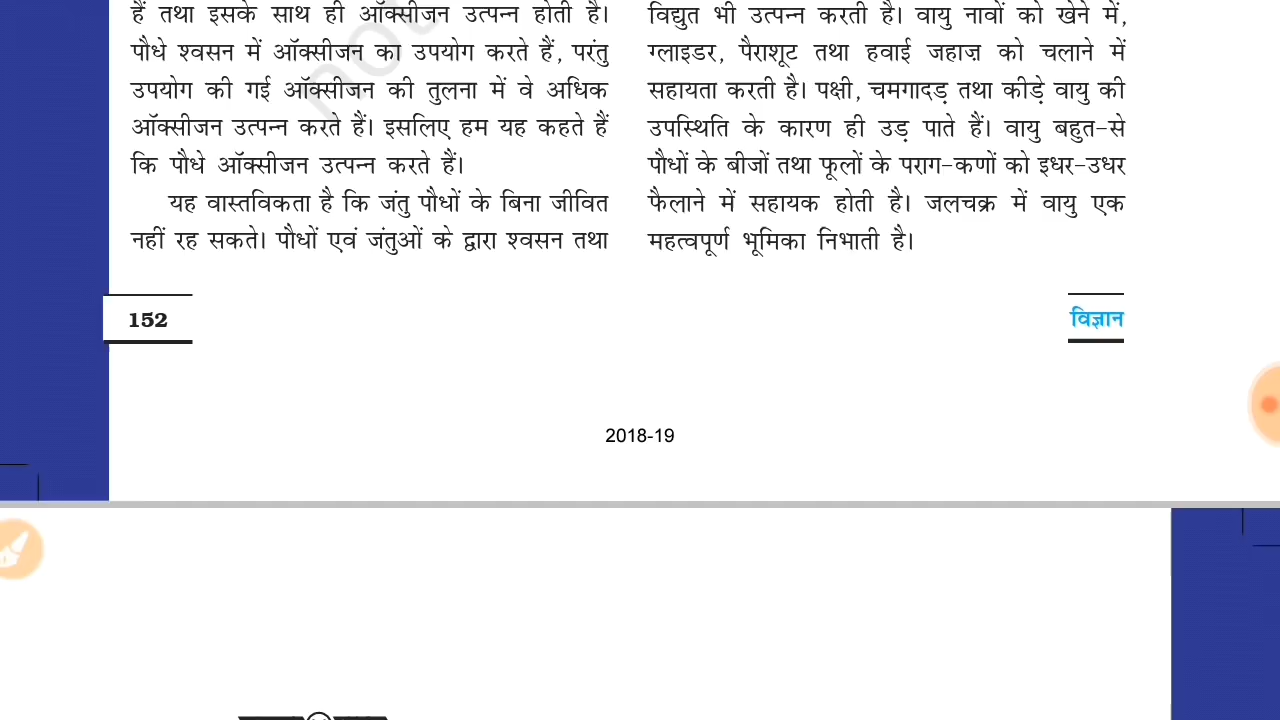 हैं तथा इसके साथ ही ऑक्सीजन उत्पन्न होती है।
पौधे श्वसन में ऑक्सीजन का उपयोग करते हैं, परंतु
उपयोग की गई ऑक्सीजन की तुलना में वे अधिक
ऑक्सीजन उत्पन्न करते हैं। इसलिए हम यह कहते हैं
कि पौधे ऑक्सीजन उत्पन्न करते हैं।
यह वास्तविकता है कि जंतु पौधों के बिना जीवित
नहीं रह सकते। पौधों एवं जंतुओं के द्वारा श्वसन तथा
विद्युत भी उत्पन्न करती है। वायु नावों को खेने में,
ग्लाइडर, पैराशूट तथा हवाई जहाज़ को चलाने में
सहायता करती है। पक्षी, चमगादड़ तथा कीड़े वायु की
उपस्थिति के कारण ही उड़ पाते हैं। वायु बहुत-से
पौधों के बीजों तथा फूलों के पराग-कणों को इधर-उधर
फैलाने में सहायक होती है। जलचक्र में वायु एक
महत्वपूर्ण भूमिका निभाती है।
not
152
विज्ञान
2018-19